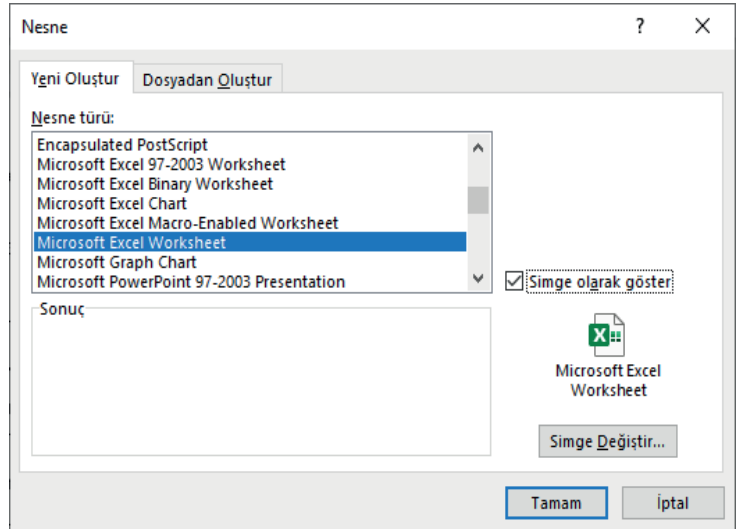 Nesne
?
Yeni Oluştur
Dosyadan Oluştur
Nesne türü:
Encapsulated PostScript
Microsoft Excel 97-2003 Worksheet
Microsoft Excel Binary Worksheet
Microsoft Excel Chart
Microsoft Excel Macro-Enabled Worksheet
Microsoft Excel Worksheet
Microsoft Graph Chart
Microsoft PowerPoint 97-2003 Presentation
Simge olarak göster
Sonuç
Microsoft Excel
Worksheet
Simge Değiştir...
Tamam
İptal